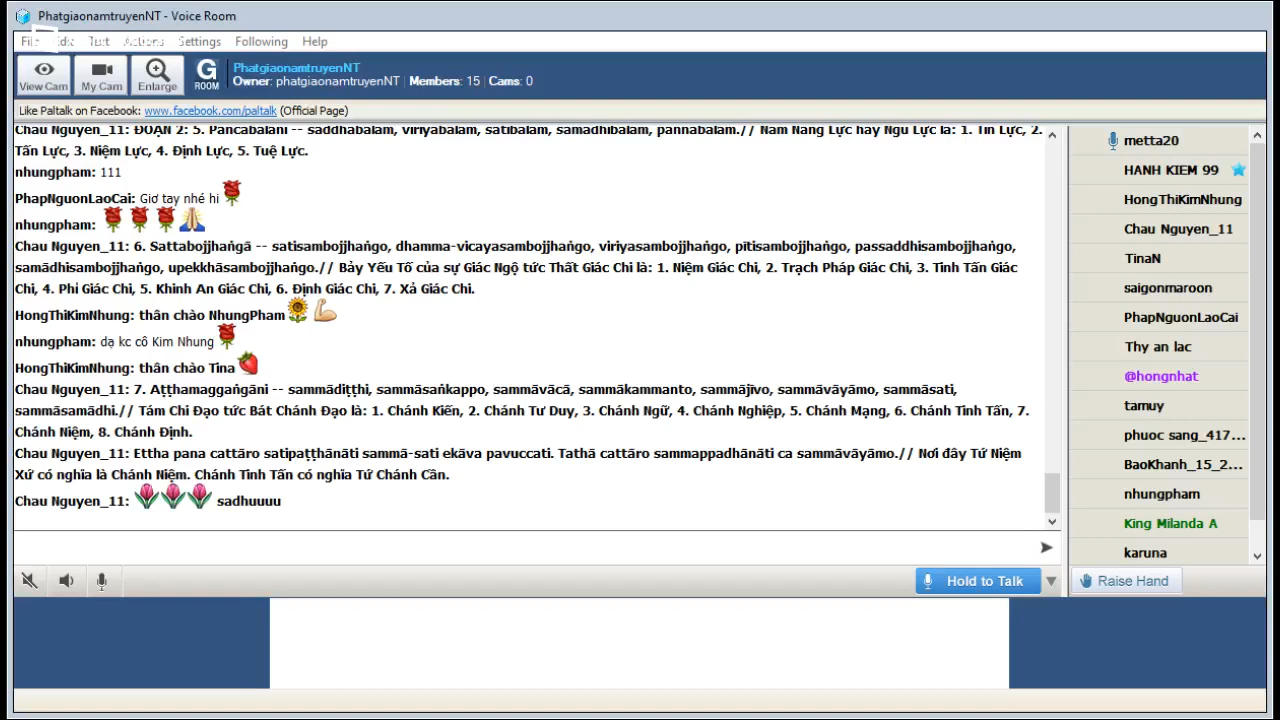 PhatgiaonamtruyenNT - Voice Room
Text Actions Settings Following Help
View Cam My Cam Enlarge G ROOM
PhatgiaonamtruyenNT
Owner: phatgiaonamtruyenNT | Members: 15 | Cams: 0
Like Paltalk on Facebook: www.facebook.com/paltalk (Official Page)
Chau Nguyen_11: ĐOẠN 2: 5. Pañcabalāni -- saddhābalaṁ, viriyabalaṁ, satibalaṁ, samādhibalaṁ, paññābalaṁ.// Năm Năng Lực hay Ngũ Lực là: 1. Tín Lực, 2.
Tấn Lực, 3. Niệm Lực, 4. Định Lực, 5. Tuệ Lực.
nhungpham: 111
PhapNguonLaoCai: Giơ tay nhé hi
nhungpham:
Chau Nguyen_11: 6. Sattabojjhaṅgā -- satisambojjhaṅgo, dhamma-vicayasambojjhaṅgo, viriyasambojjhaṅgo, pītisambojjhaṅgo, passaddhisambojjhaṅgo,
samādhisambojjhaṅgo, upekkhāsambojjhaṅgo.// Bảy Yếu Tố của sự Giác Ngộ tức Thất Giác Chi là: 1. Niệm Giác Chi, 2. Trạch Pháp Giác Chi, 3. Tinh Tấn Giác
Chi, 4. Phỉ Giác Chi, 5. Khinh An Giác Chi, 6. Định Giác Chi, 7. Xả Giác Chi.
HongThiKimNhung: thân chào NhungPham
nhungpham: dạ kc cô Kim Nhung
HongThiKimNhung: thân chào Tina
Chau Nguyen_11: 7. Aṭṭhamaggaṅgāni -- sammādiṭṭhi, sammāsaṅkappo, sammāvācā, sammākammanto, sammājīvo, sammāvāyāmo, sammāsati,
sammāsamādhi.// Tám Chi Đạo tức Bát Chánh Đạo là: 1. Chánh Kiến, 2. Chánh Tư Duy, 3. Chánh Ngữ, 4. Chánh Nghiệp, 5. Chánh Mạng, 6. Chánh Tinh Tấn, 7.
Chánh Niệm, 8. Chánh Định.
Chau Nguyen_11: Ettha pana cattāro satipaṭṭhānāti sammā-sati ekāva pavuccati. Tathā cattāro sammappadhānāti ca sammāvāyāmo.// Nơi đây Tứ Niệm
Xứ có nghĩa là Chánh Niệm. Chánh Tinh Tấn có nghĩa Tứ Chánh Cần.
Chau Nguyen_11: sadhuuuu
Hold to Talk
metta20
HANH KIEM 99
HongThiKimNhung
Chau Nguyen_11
TinaN
saigonmaroon
PhapNguonLaoCai
Thy an lac
@hongnhat
tamuy
phuoc sang_417...
BaoKhanh_15_2...
nhungpham
King Milanda A
karuna
Raise Hand